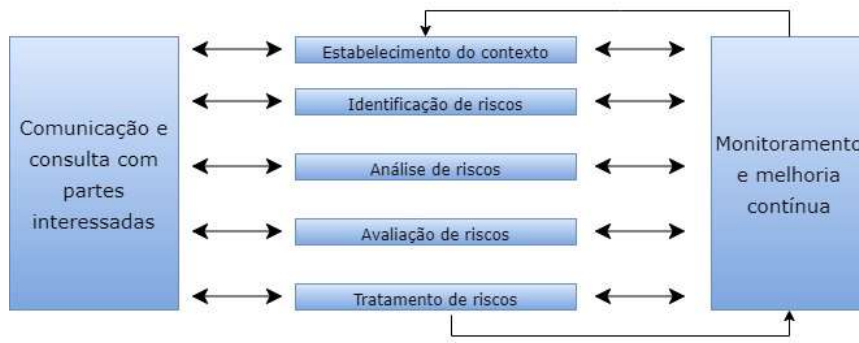 Comunicação e
consulta com
partes
interessadas
Estabelecimento do contexto
Identificação de riscos
Análise de riscos
Avaliação de riscos
Tratamento de riscos
Monitoramento
e melhoria
contínua